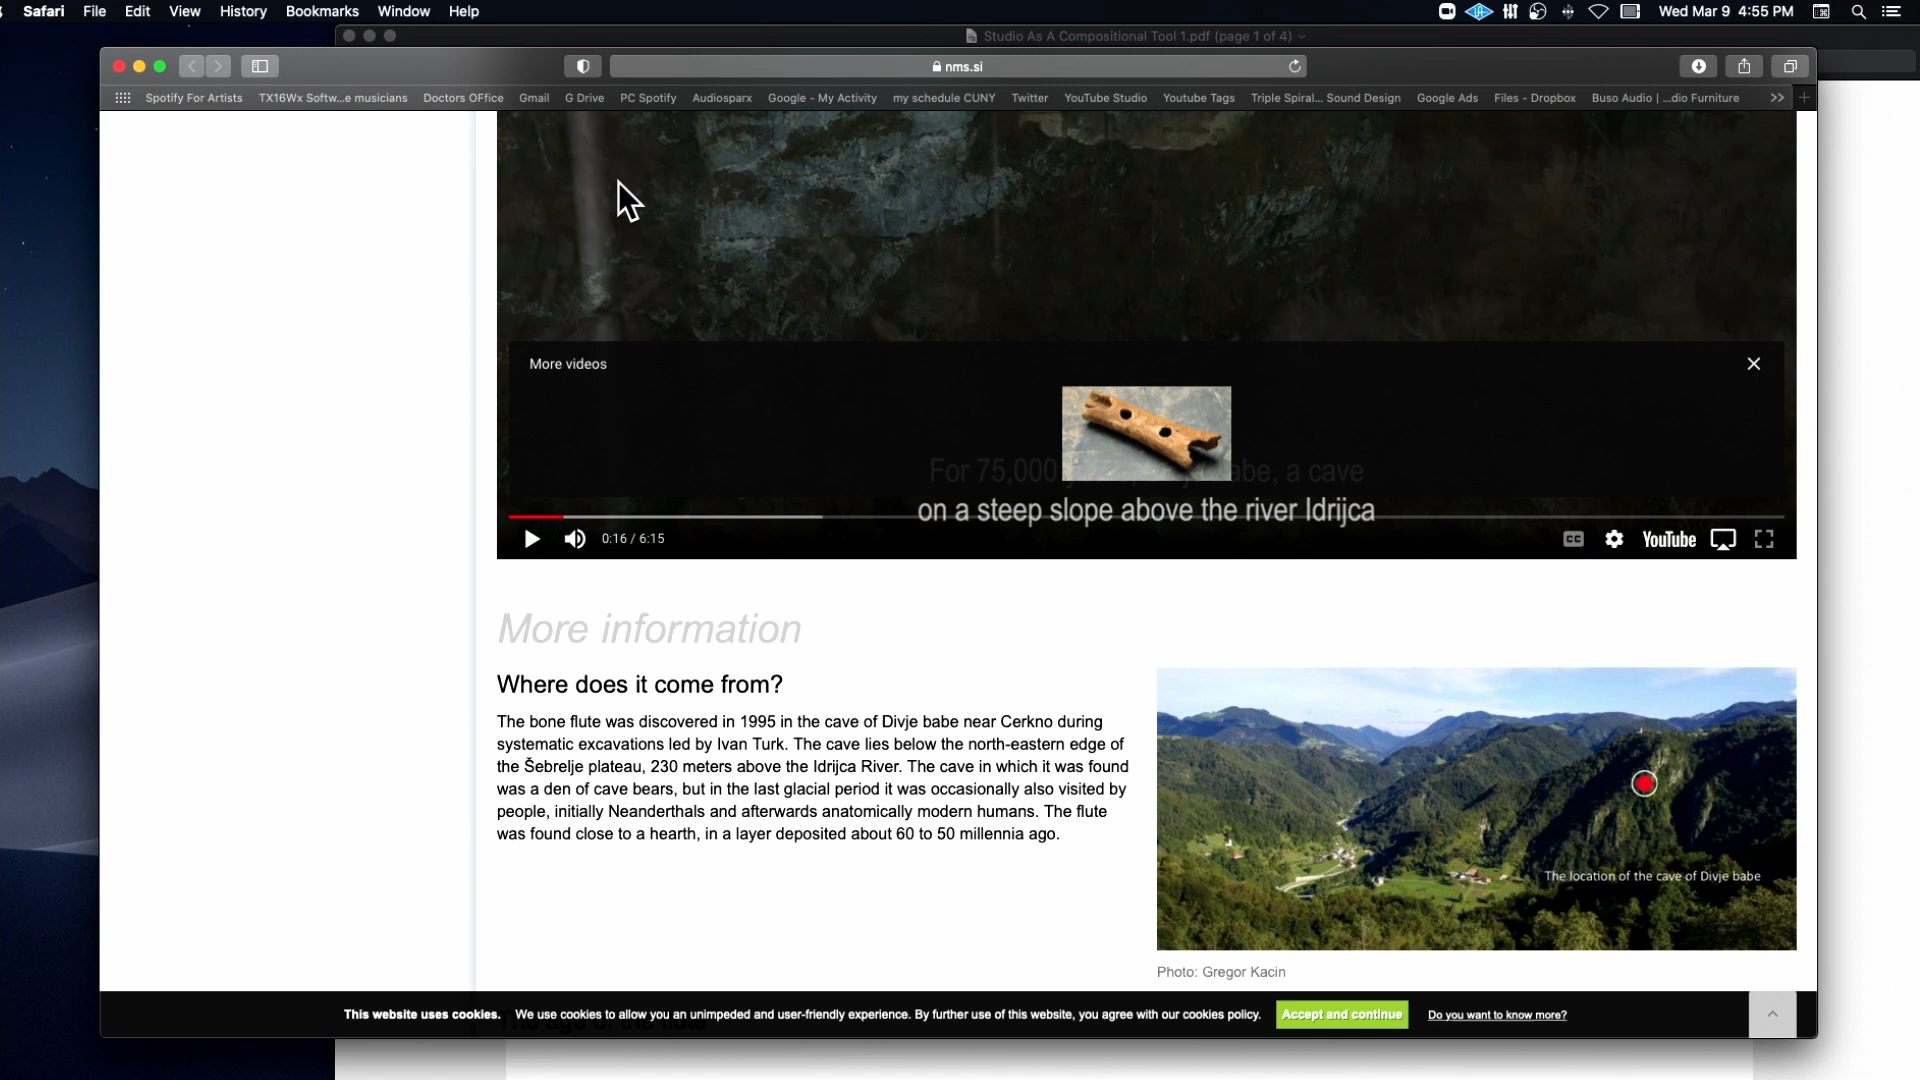 Safari File Edit View History Bookmarks Window Help
Wed Mar 9 4:55 PM
Studio As A Compositional Tool 1.pdf (page 1 of 4)
nms.si
Spotify For Artists TX16Wx Softw...e musicians Doctors OFfice Gmail G Drive PC Spotify Audiosparx Google - My Activity my schedule CUNY Twitter YouTube Studio Youtube Tags Triple Spiral... Sound Design Google Ads Files - Dropbox Buso Audio | ...dio Furniture
More videos
For 75,000 abe, a cave
on a steep slope above the river Idrijca
0:16 / 6:15
CC YouTube
More information
Where does it come from?
The bone flute was discovered in 1995 in the cave of Divje babe near Cerkno during
systematic excavations led by Ivan Turk. The cave lies below the north-eastern edge of
the Šebrelje plateau, 230 meters above the Idrijca River. The cave in which it was found
was a den of cave bears, but in the last glacial period it was occasionally also visited by
people, initially Neanderthals and afterwards anatomically modern humans. The flute
was found close to a hearth, in a layer deposited about 60 to 50 millennia ago.
The location of the cave of Divje babe
Photo: Gregor Kacin
This website uses cookies. We use cookies to allow you an unimpeded and user-friendly experience. By further use of this website, you agree with our cookies policy. Accept and continue Do you want to know more?